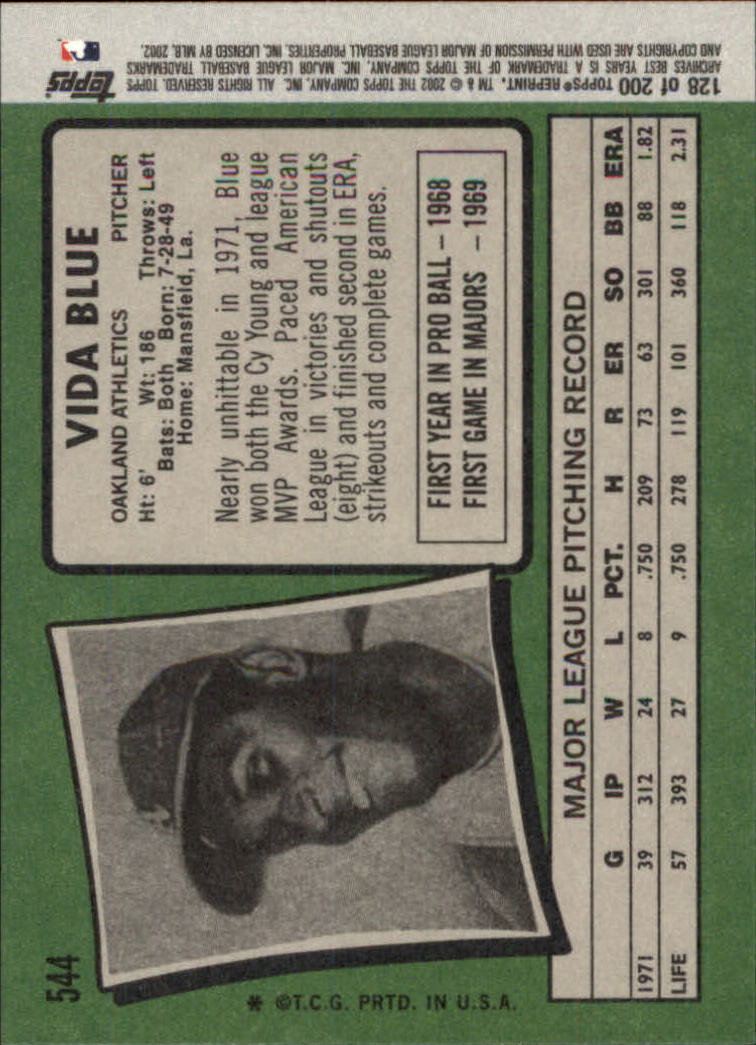 544
VIDA BLUE
OAKLAND ATHLETICS PITCHER
Ht: 6' Wt: 186 Throws: Left
Bats: Both Born: 7-28-49
Home: Mansfield, La.
Nearly unhittable in 1971, Blue
won both the Cy Young and league
MVP Awards. Paced American
League in victories and shutouts
(eight) and finished second in ERA,
strikeouts and complete games.
FIRST YEAR IN PRO BALL – 1968
FIRST GAME IN MAJORS – 1969
MAJOR LEAGUE PITCHING RECORD
G IP W L PCT. H R ER SO BB ERA
1971 39 312 24 8 .750 209 73 63 301 88 1.82
LIFE 57 393 27 9 .750 278 119 101 360 118 2.31
* ©T.C.G. PRTD. IN U.S.A.
128 of 200 TOPPS® REPRINT. TM & © 2002 THE TOPPS COMPANY, INC. ALL RIGHTS RESERVED. TOPPS
ARCHIVES BEST YEARS IS A TRADEMARK OF THE TOPPS COMPANY, INC. MAJOR LEAGUE BASEBALL TRADEMARKS
AND COPYRIGHTS ARE USED WITH PERMISSION OF MAJOR LEAGUE BASEBALL PROPERTIES, INC. LICENSED BY MLB, 2002.
topps